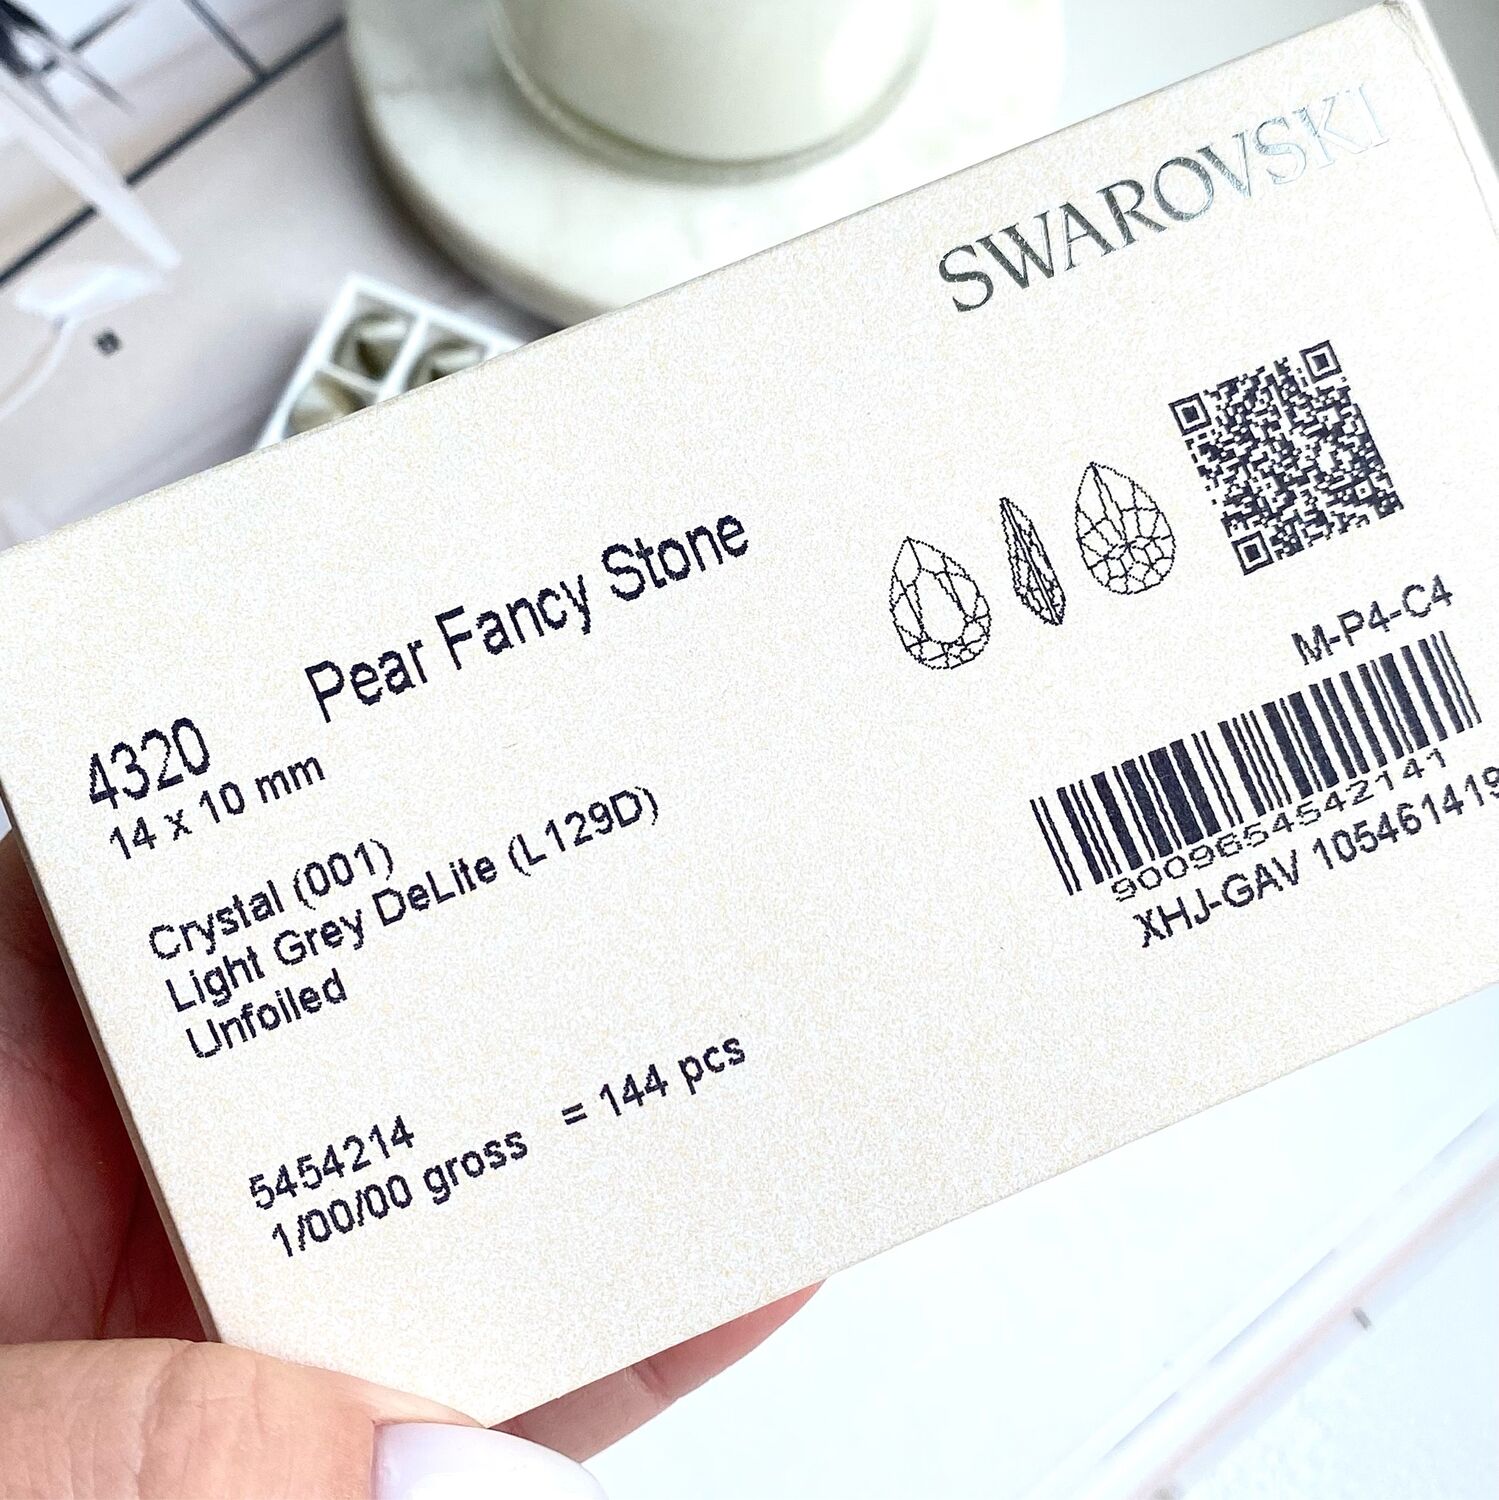 SWAROVSKI
4320 Pear Fancy Stone
14 x 10 mm
Crystal (001)
Light Grey DeLite (L129D)
Unfoiled
5454214
1/00/00 gross = 144 pcs
M-P4-C4
9009654542141
XHJ-GAV 105461419